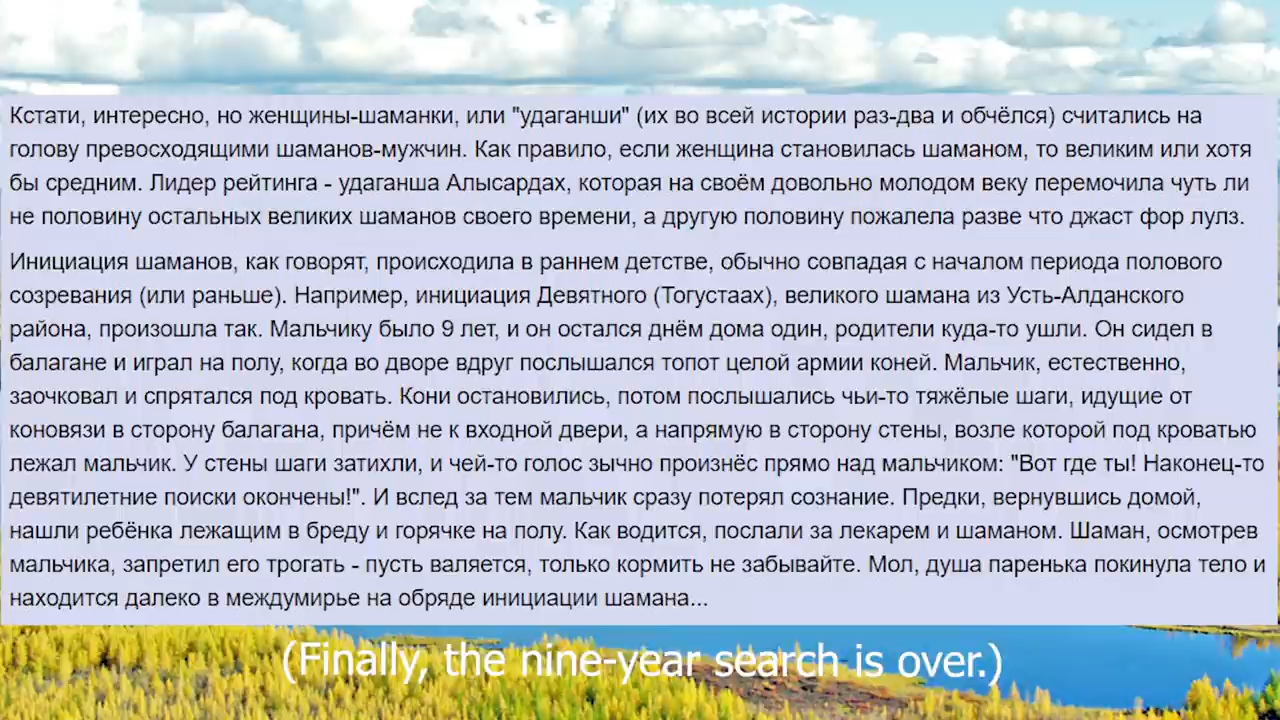 Кстати, интересно, но женщины-шаманки, или "удаганши" (их во всей истории раз-два и обчёлся) считались на
голову превосходящими шаманов-мужчин. Как правило, если женщина становилась шаманом, то великим или хотя
бы средним. Лидер рейтинга - удаганша Алысардах, которая на своём довольно молодом веку перемочила чуть ли
не половину остальных великих шаманов своего времени, а другую половину пожалела разве что джаст фор лулз.
Инициация шаманов, как говорят, происходила в раннем детстве, обычно совпадая с началом периода полового
созревания (или раньше). Например, инициация Девятного (Тогустаах), великого шамана из Усть-Алданского
района, произошла так. Мальчику было 9 лет, и он остался днём дома один, родители куда-то ушли. Он сидел в
балагане и играл на полу, когда во дворе вдруг послышался топот целой армии коней. Мальчик, естественно,
заочковал и спрятался под кровать. Кони остановились, потом послышались чьи-то тяжёлые шаги, идущие от
коновязи в сторону балагана, причём не к входной двери, а напрямую в сторону стены, возле которой под кроватью
лежал мальчик. У стены шаги затихли, и чей-то голос зычно произнёс прямо над мальчиком: "Вот где ты! Наконец-то
девятилетние поиски окончены!". И вслед за тем мальчик сразу потерял сознание. Предки, вернувшись домой,
нашли ребёнка лежащим в бреду и горячке на полу. Как водится, послали за лекарем и шаманом. Шаман, осмотрев
мальчика, запретил его трогать - пусть валяется, только кормить не забывайте. Мол, душа паренька покинула тело и
находится далеко в междумирье на обряде инициации шамана...
(Finally, the nine-year search is over.)